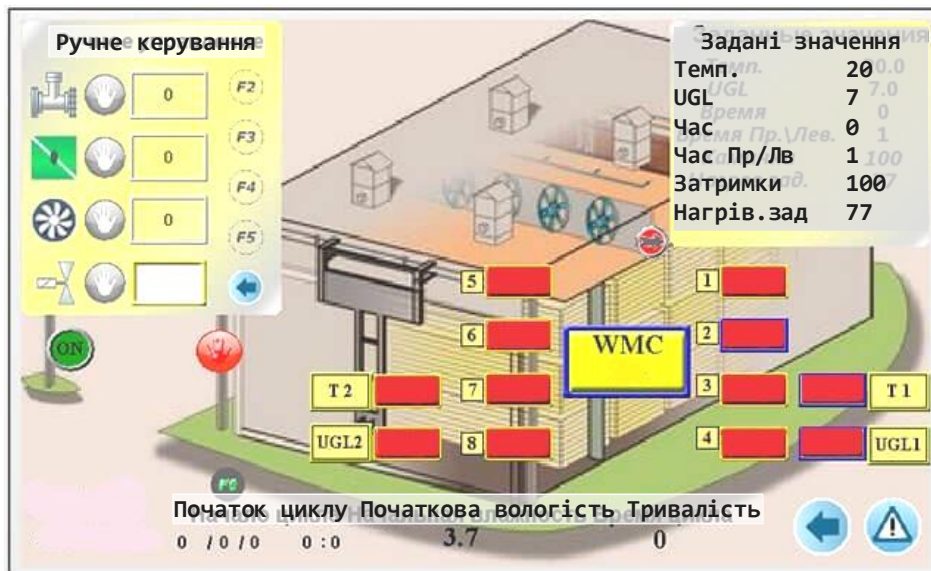 Ручне керування
Задані значення
Темп. 20
UGL 7
Час 0
Час Пр/Лв 1
Затримки 100
Нагрів.зад 77
0
F2
0
F3
F4
0
F5
ON
5
1
6
WMC
2
T 2
7
3
T 1
UGL2
8
4
UGL1
F6
Початок циклу Початкова вологість Тривалість
0 /0/0 0:0 3.7 0